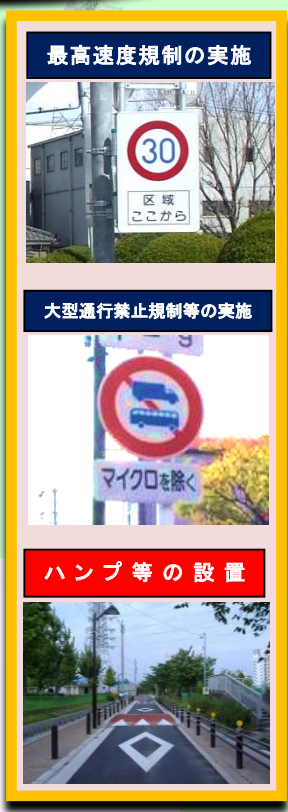 最高速度規制の実施
30
区域
ここから
大型通行禁止規制等の実施
マイクロを除く
ハンプ等の設置